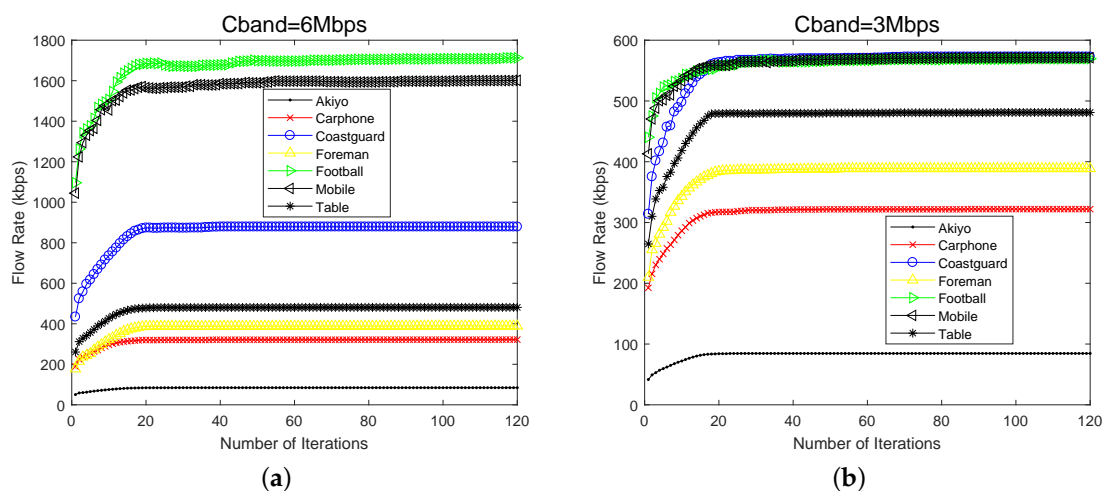 Cband=6Mbps
1800
1600
1400
1200
1000
800
600
400
200
0
Flow Rate (kbps)
Akiyo
Carphone
Coastguard
Foreman
Football
Mobile
Table
0 20 40 60 80 100 120
Number of Iterations
(a)
Cband=3Mbps
600
500
400
300
200
100
0
Flow Rate (kbps)
Akiyo
Carphone
Coastguard
Foreman
Football
Mobile
Table
0 20 40 60 80 100 120
Number of Iterations
(b)